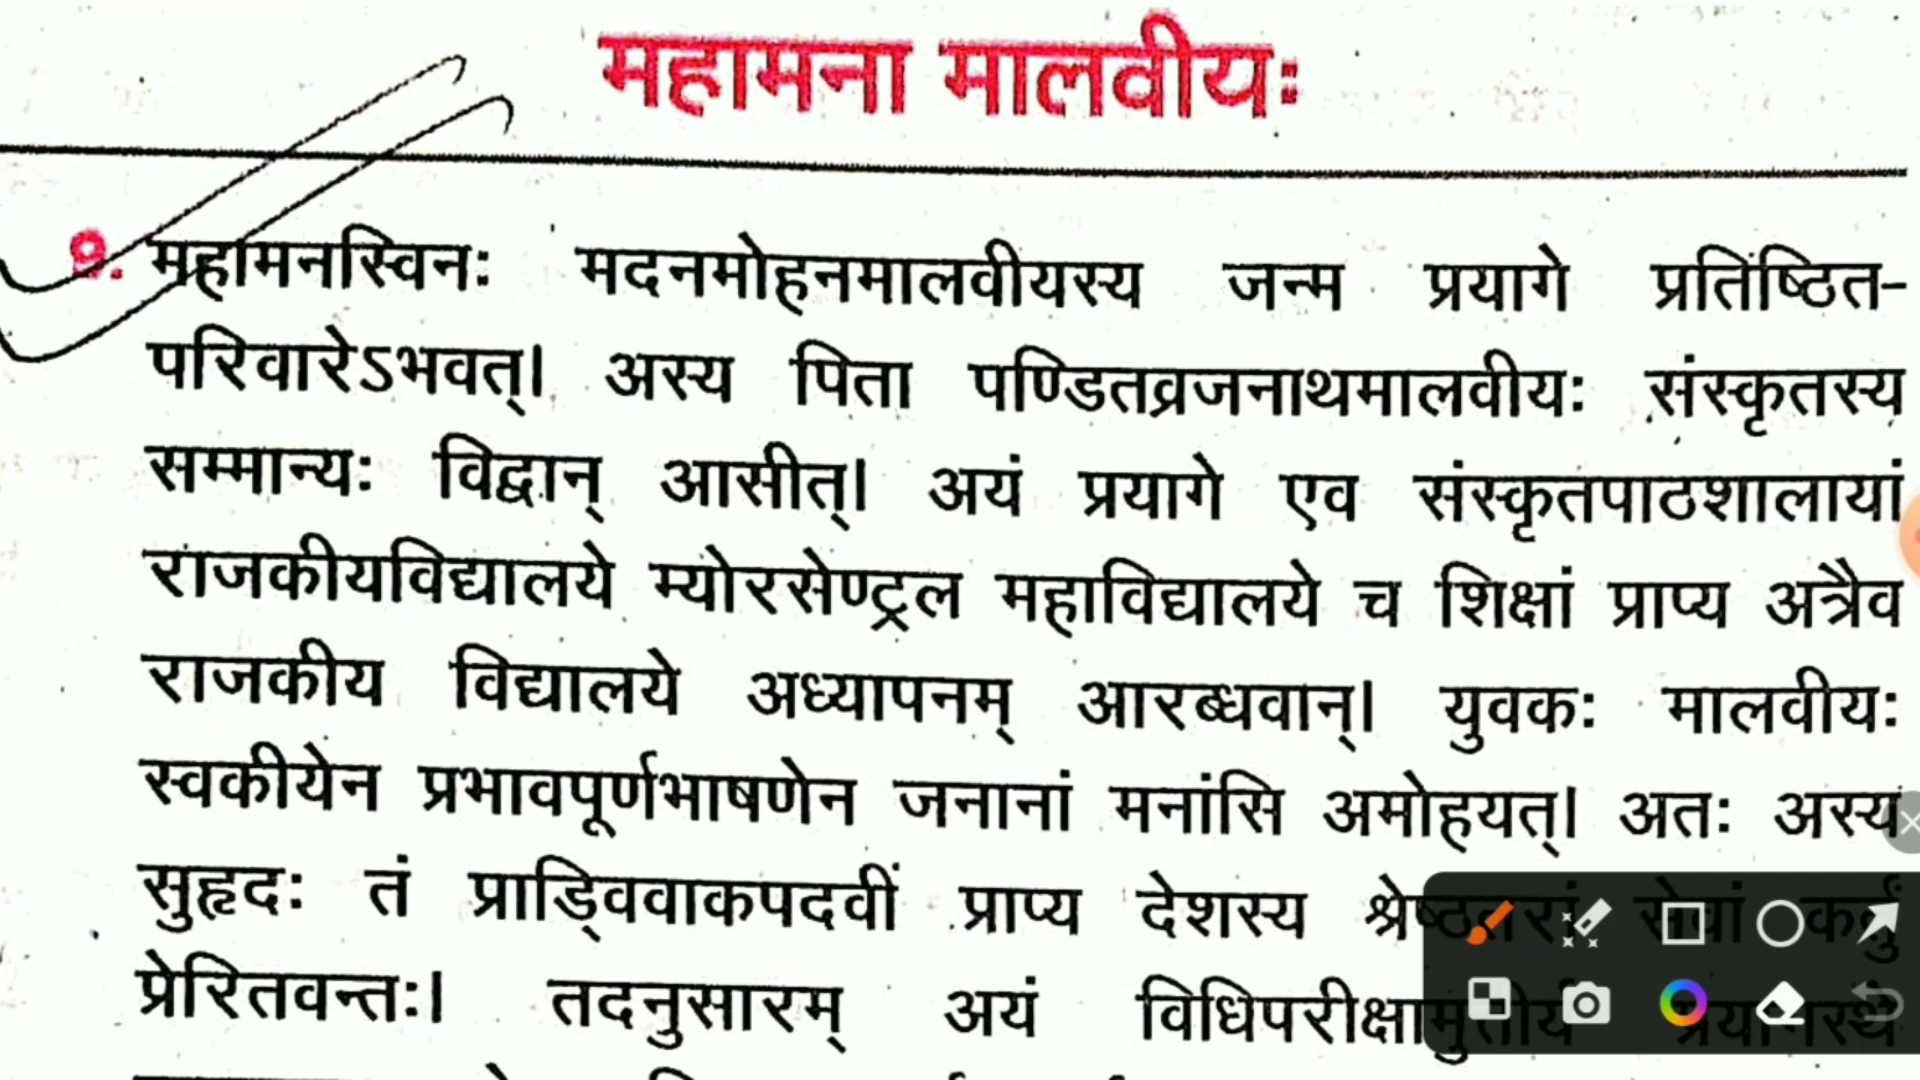 महामना मालवीयः
१. महामनस्विनः मदनमोहनमालवीयस्य जन्म प्रयागे प्रतिष्ठित-
परिवारेऽभवत्। अस्य पिता पण्डितव्रजनाथमालवीयः संस्कृतस्य
सम्मान्यः विद्वान् आसीत्। अयं प्रयागे एव संस्कृतपाठशालायां
राजकीयविद्यालये म्योरसेण्ट्रल महाविद्यालये च शिक्षां प्राप्य अत्रैव
राजकीय विद्यालये अध्यापनम् आरब्धवान्। युवकः मालवीयः
स्वकीयेन प्रभावपूर्णभाषणेन जनानां मनांसि अमोहयत्। अतः अस्य
सुहृदः तं प्राड्विवाकपदवीं प्राप्य देशस्य श्रेष्ठतरां सेवां कर्तुं
प्रेरितवन्तः। तदनुसारम् अयं विधिपरीक्षामुत्तीर्य